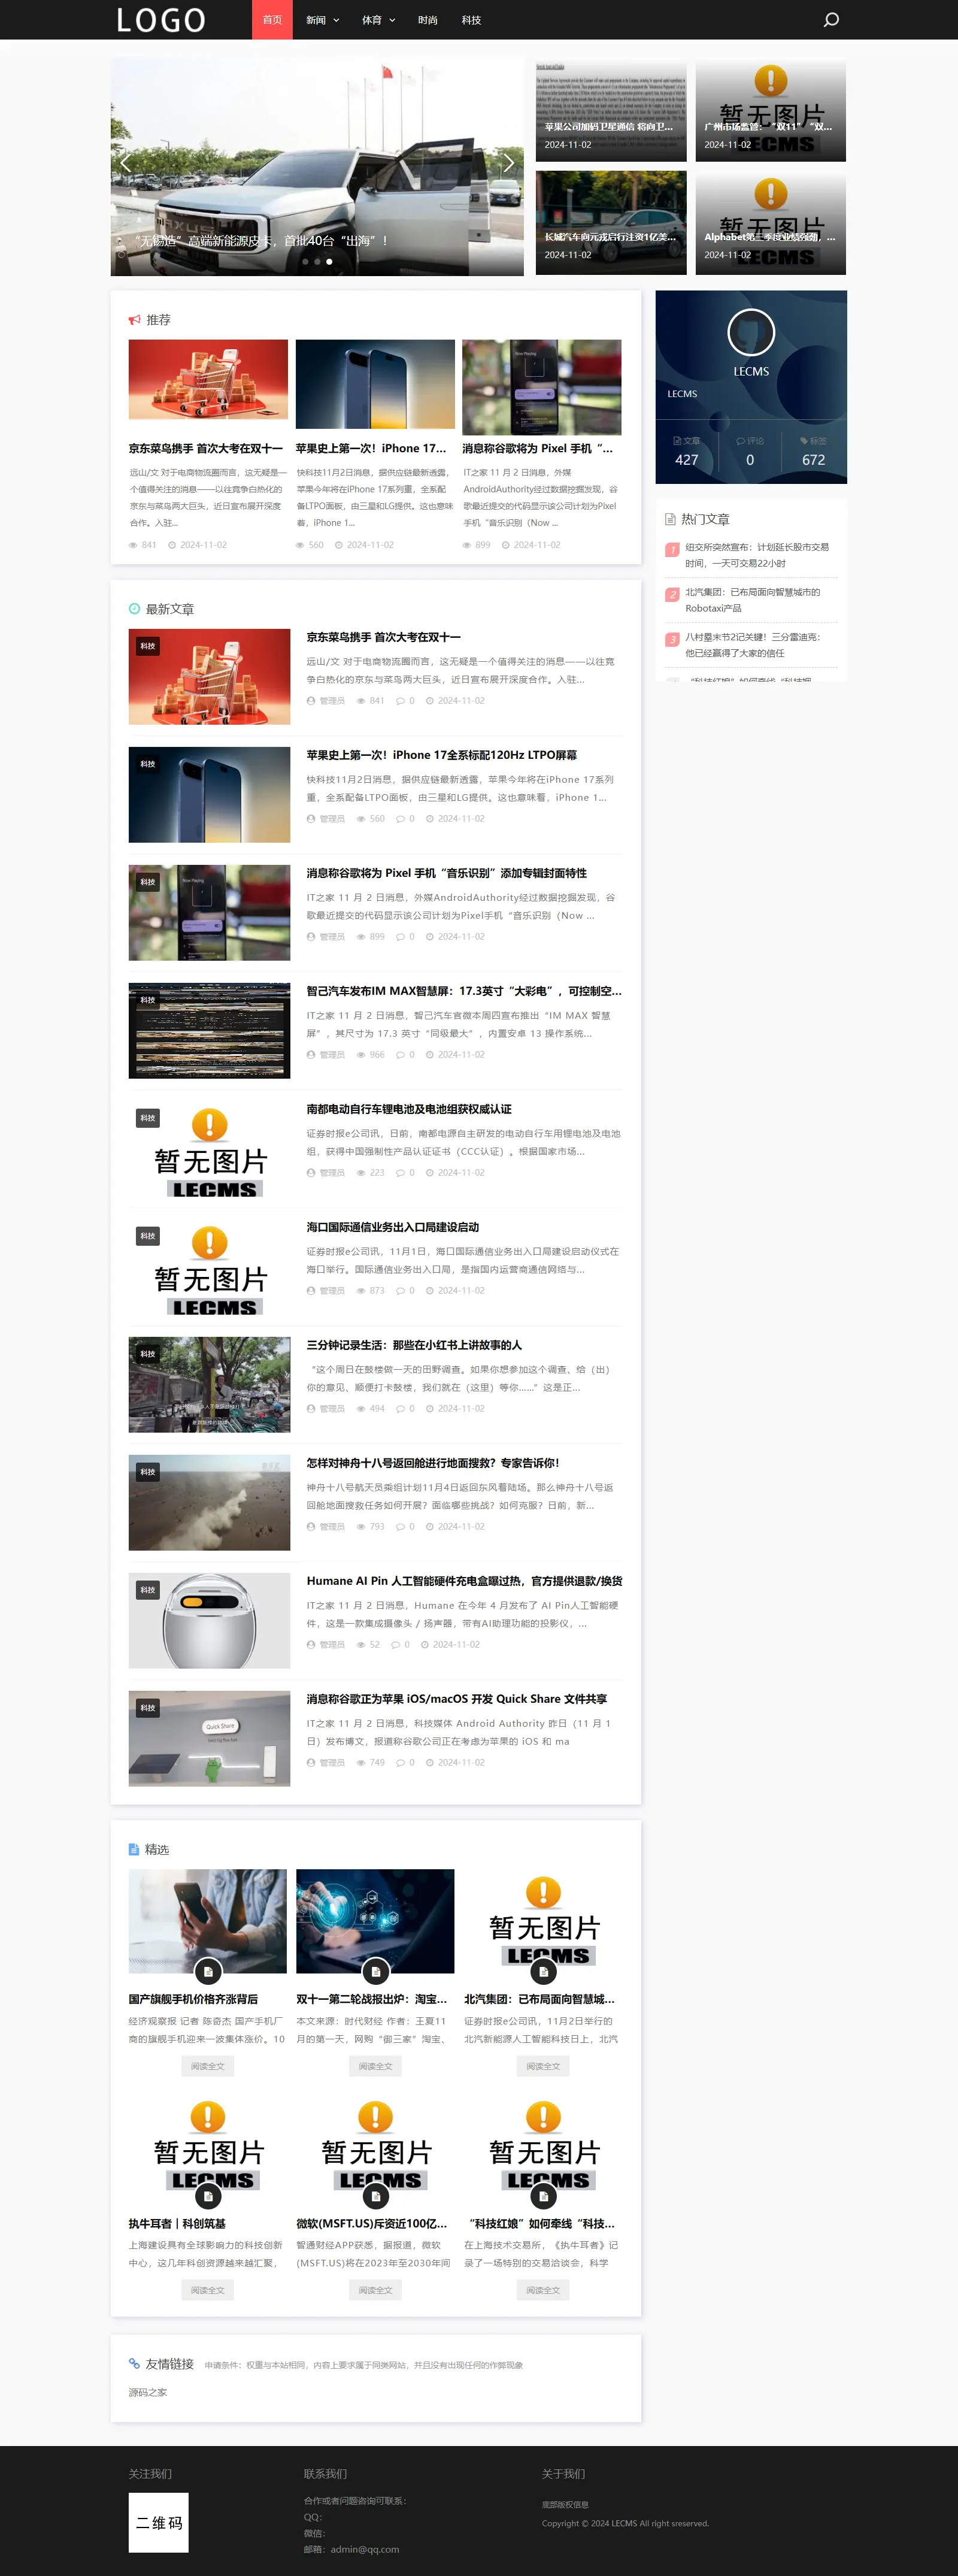 LOGO
首页
新闻
体育
时尚
科技
“无锡造”高端新能源皮卡，首批40台“出海”！
苹果公司加码卫星通信 将向卫...
2024-11-02
暂无图片
广州市场监管：“双11”“双...
2024-11-02
长城汽车向元戎启行注资1亿美...
2024-11-02
暂无图片
Alphabet第三季度业绩强劲，...
2024-11-02
推荐
京东菜鸟携手 首次大考在双十一
远山/文 对于电商物流圈而言，这无疑是一
个值得关注的消息——以往竞争白热化的
京东与菜鸟两大巨头，近日宣布展开深度
合作。入驻...
841 2024-11-02
苹果史上第一次！iPhone 17...
快科技11月2日消息，据供应链最新透露，
苹果今年将在iPhone 17系列重，全系配
备LTPO面板，由三星和LG提供。这也意味
着，iPhone 1...
560 2024-11-02
消息称谷歌将为 Pixel 手机“...
IT之家 11 月 2 日消息，外媒
AndroidAuthority经过数据挖掘发现，谷
歌最近提交的代码显示该公司计划为Pixel
手机“音乐识别（Now ...
899 2024-11-02
LECMS
LECMS
文章
427
评论
0
标签
672
热门文章
1 纽交所突然宣布：计划延长股市交易
时间，一天可交易22小时
2 北汽集团：已布局面向智慧城市的
Robotaxi产品
3 八村塁末节2记关键！三分雷迪克：
他已经赢得了大家的信任
最新文章
科技
京东菜鸟携手 首次大考在双十一
远山/文 对于电商物流圈而言，这无疑是一个值得关注的消息——以往竞
争白热化的京东与菜鸟两大巨头，近日宣布展开深度合作。入驻...
管理员 841 0 2024-11-02
科技
苹果史上第一次！iPhone 17全系标配120Hz LTPO屏幕
快科技11月2日消息，据供应链最新透露，苹果今年将在iPhone 17系列
重，全系配备LTPO面板，由三星和LG提供。这也意味着，iPhone 1...
管理员 560 0 2024-11-02
科技
消息称谷歌将为 Pixel 手机“音乐识别”添加专辑封面特性
IT之家 11 月 2 日消息，外媒AndroidAuthority经过数据挖掘发现，谷
歌最近提交的代码显示该公司计划为Pixel手机“音乐识别（Now ...
管理员 899 0 2024-11-02
科技
智己汽车发布IM MAX智慧屏：17.3英寸“大彩电”，可控制空...
IT之家 11 月 2 日消息，智己汽车官微本周四宣布推出“IM MAX 智慧
屏”，其尺寸为 17.3 英寸“同级最大”，内置安卓 13 操作系统...
管理员 966 0 2024-11-02
科技
暂无图片
LECMS
南都电动自行车锂电池及电池组获权威认证
证券时报e公司讯，日前，南都电源自主研发的电动自行车用锂电池及电池
组，获得中国强制性产品认证证书（CCC认证）。根据国家市场...
管理员 223 0 2024-11-02
科技
暂无图片
LECMS
海口国际通信业务出入口局建设启动
证券时报e公司讯，11月1日，海口国际通信业务出入口局建设启动仪式在
海口举行。国际通信业务出入口局，是指国内运营商通信网络与...
管理员 873 0 2024-11-02
科技
三分钟记录生活：那些在小红书上讲故事的人
“这个周日在鼓楼做一天的田野调查。如果你想参加这个调查、给（出）
你的意见、顺便打卡鼓楼，我们就在（这里）等你……”这是正...
管理员 494 0 2024-11-02
科技
怎样对神舟十八号返回舱进行地面搜救？专家告诉你！
神舟十八号航天员乘组计划11月4日返回东风着陆场。那么神舟十八号返
回舱地面搜救任务如何开展？面临哪些挑战？如何克服？日前，新...
管理员 793 0 2024-11-02
科技
Humane AI Pin 人工智能硬件充电盒曝过热，官方提供退款/换货
IT之家 11 月 2 日消息，Humane 在今年 4 月发布了 AI Pin人工智能硬
件，这是一款集成摄像头 / 扬声器，带有AI助理功能的投影仪，...
管理员 52 0 2024-11-02
科技
Quick Share
消息称谷歌正为苹果 iOS/macOS 开发 Quick Share 文件共享
IT之家 11 月 2 日消息，科技媒体 Android Authority 昨日（11 月 1
日）发布博文，报道称谷歌公司正在考虑为苹果的 iOS 和 ma
管理员 749 0 2024-11-02
精选
国产旗舰手机价格齐涨背后
经济观察报 记者 陈奇杰 国产手机厂
商的旗舰手机迎来一波集体涨价。10
阅读全文
双十一第二轮战报出炉：淘宝...
本文来源：时代财经 作者：王夏11
月的第一天，网购“御三家”淘宝、
阅读全文
暂无图片
LECMS
北汽集团：已布局面向智慧城...
证券时报e公司讯，11月2日举行的
北汽新能源人工智能科技日上，北汽
阅读全文
暂无图片
LECMS
执牛耳者｜科创筑基
上海建设具有全球影响力的科技创新
中心，这几年科创资源越来越汇聚，
阅读全文
暂无图片
LECMS
微软(MSFT.US)斥资近100亿...
智通财经APP获悉，据报道，微软
(MSFT.US)将在2023年至2030年间
阅读全文
暂无图片
LECMS
“科技红娘”如何牵线“科技...
在上海技术交易所，《执牛耳者》记
录了一场特别的交易洽谈会，科学
阅读全文
友情链接 申请条件：权重与本站相同，内容上要求属于同类网站，并且没有出现任何的作弊现象
源码之家
关注我们
二维码
联系我们
合作或者问题咨询可联系：
QQ：
微信：
邮箱：admin@qq.com
关于我们
底部版权信息
Copyright © 2024 LECMS All right sreserved.